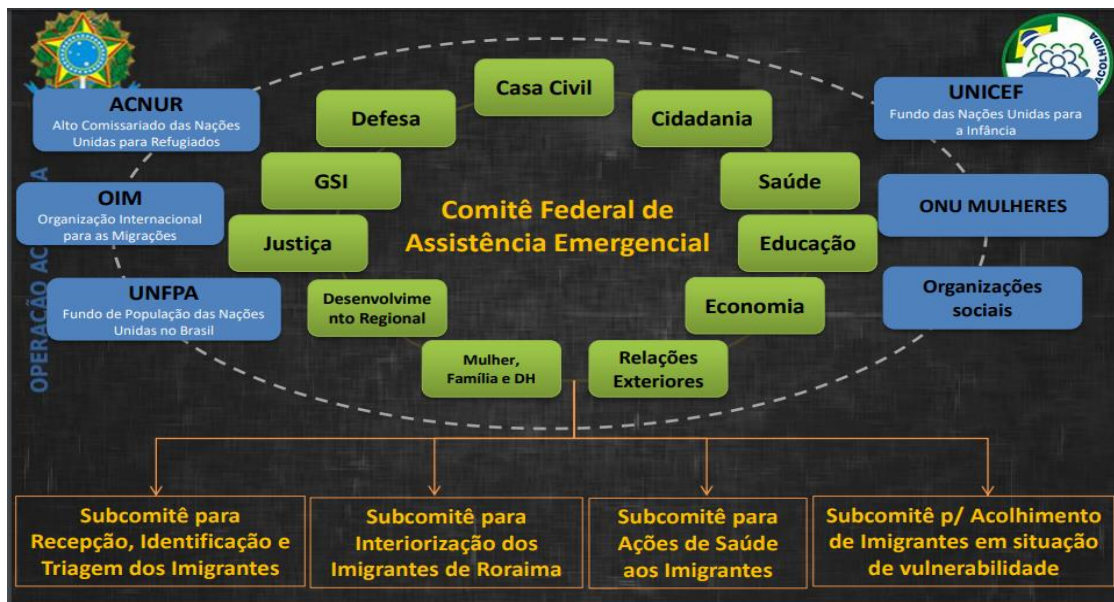 Casa Civil
Defesa
Cidadania
GSI
Saúde
Justiça
Educação
Desenvolvime
nto Regional
Economia
Mulher,
Família e DH
Relações
Exteriores
Comitê Federal de
Assistência Emergencial
ACNUR
Alto Comissariado das Nações
Unidas para Refugiados
OIM
Organização Internacional
para as Migrações
UNFPA
Fundo de População das Nações
Unidas no Brasil
UNICEF
Fundo das Nações Unidas para
a Infância
ONU MULHERES
Organizações
sociais
OPERAÇÃO AC
A
ACOLHIDA
Subcomitê para
Recepção, Identificação e
Triagem dos Imigrantes
Subcomitê para
Interiorização dos
Imigrantes de Roraima
Subcomitê para
Ações de Saúde
aos Imigrantes
Subcomitê p/ Acolhimento
de Imigrantes em situação
de vulnerabilidade